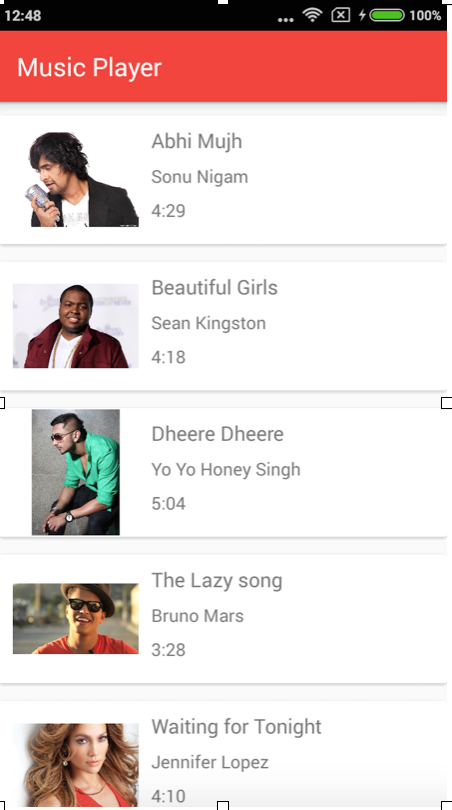 12:48
100%
Music Player
Abhi Mujh
Sonu Nigam
4:29
Beautiful Girls
Sean Kingston
4:18
Dheere Dheere
Yo Yo Honey Singh
5:04
The Lazy song
Bruno Mars
3:28
Waiting for Tonight
Jennifer Lopez
4:10